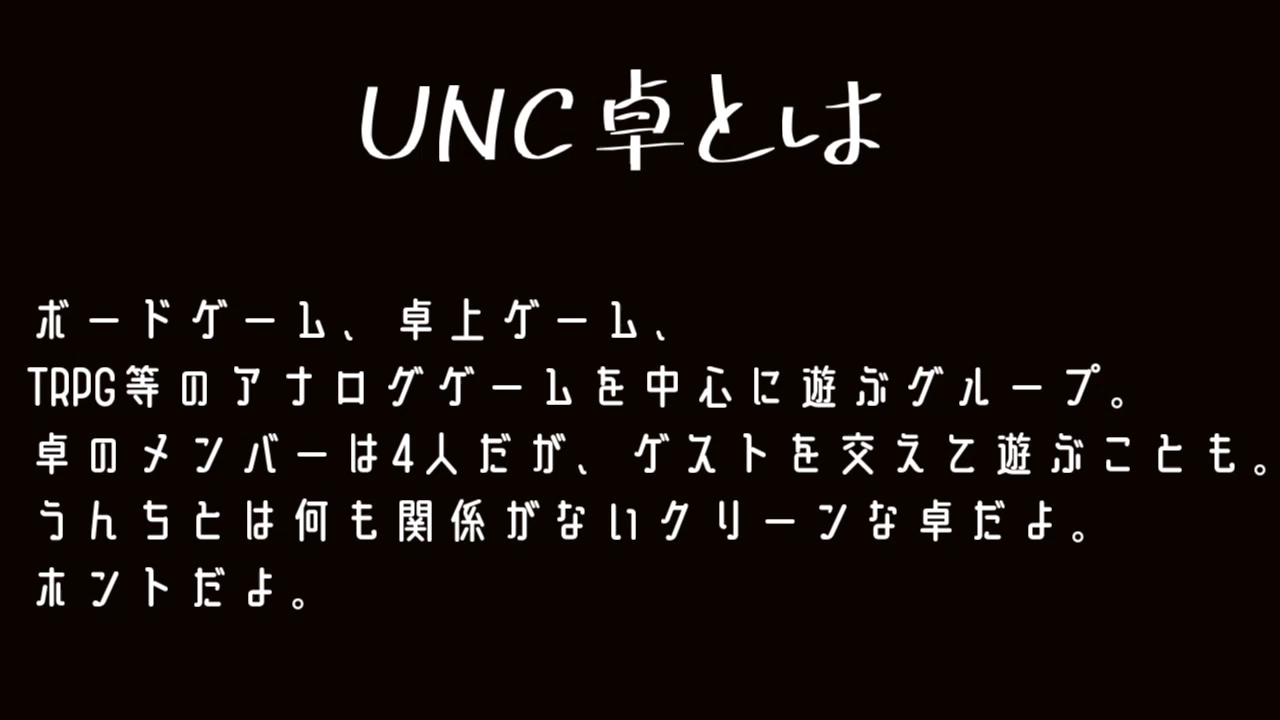 UNC卓とは
ボードゲーム、卓上ゲーム、
TRPG等のアナログゲームを中心に遊ぶグループ。
卓のメンバーは4人だが、ゲストを交えて遊ぶことも。
うんちとは何も関係がないクリーンな卓だよ。
ホントだよ。